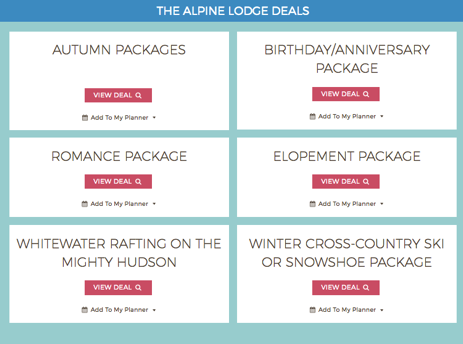 THE ALPINE LODGE DEALS
AUTUMN PACKAGES
VIEW DEAL
Add To My Planner
BIRTHDAY/ANNIVERSARY
PACKAGE
VIEW DEAL
Add To My Planner
ROMANCE PACKAGE
VIEW DEAL
Add To My Planner
ELOPEMENT PACKAGE
VIEW DEAL
Add To My Planner
WHITEWATER RAFTING ON THE
MIGHTY HUDSON
VIEW DEAL
Add To My Planner
WINTER CROSS-COUNTRY SKI
OR SNOWSHOE PACKAGE
VIEW DEAL
Add To My Planner